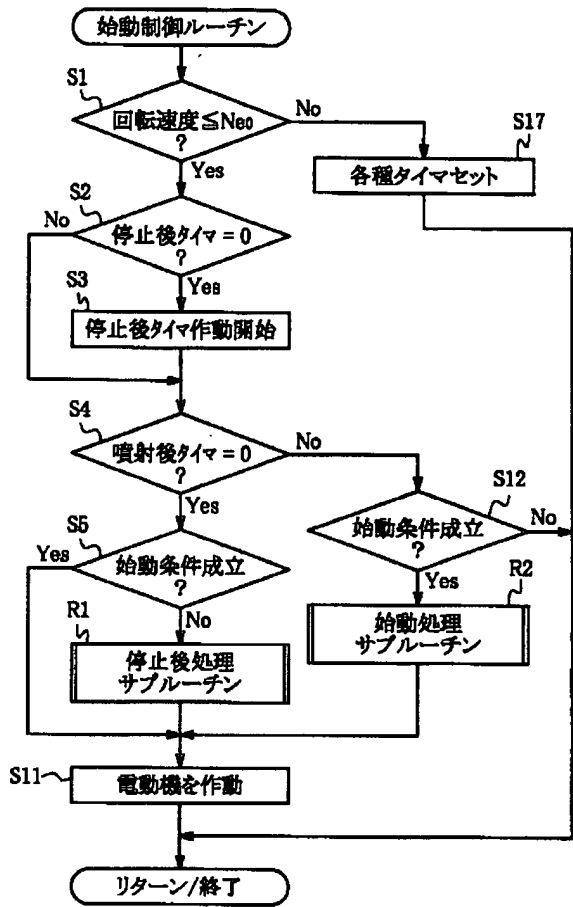 始動制御ルーチン
S1
回転速度≦Neo
?
No
Yes
S17
各種タイマセット
S2
No
停止後タイマ=0
?
Yes
S3
停止後タイマ作動開始
S4
噴射後タイマ=0
?
No
Yes
S12
始動条件成立
?
No
Yes
S5
Yes
始動条件成立
?
No
R1
停止後処理
サブルーチン
R2
始動処理
サブルーチン
S11
電動機を作動
リターン/終了